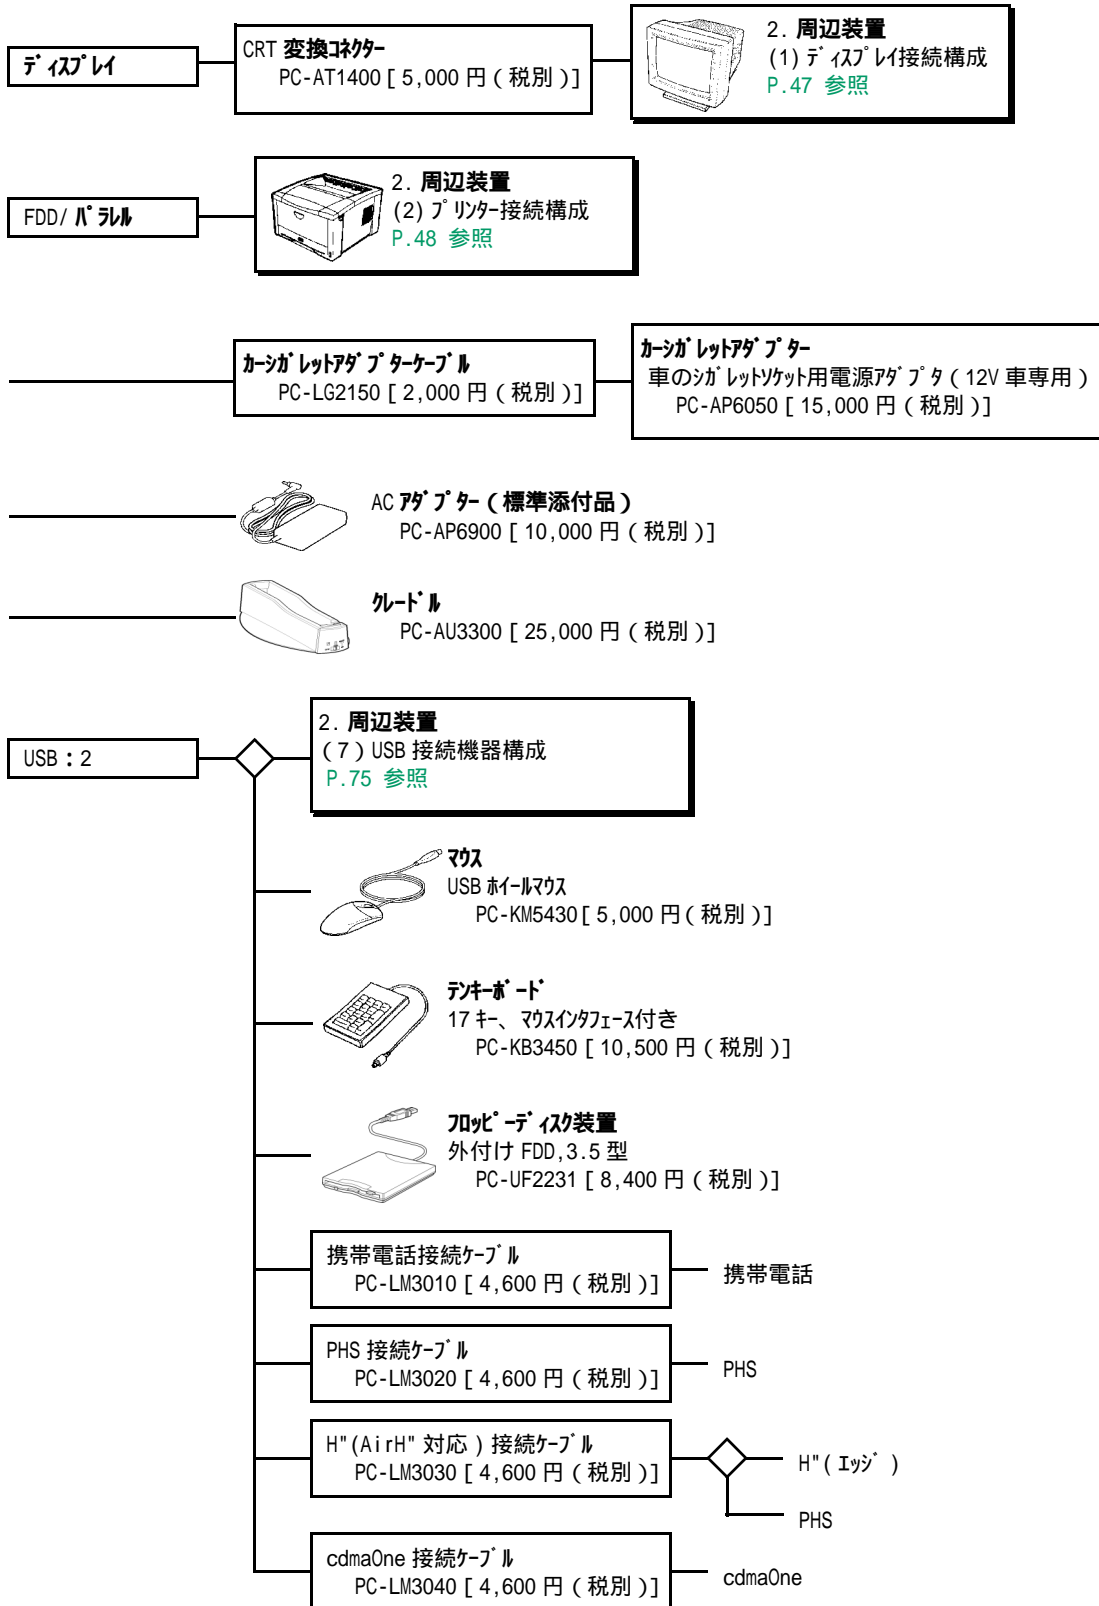 ﾃﾞｨｽﾌﾟﾚｲ
CRT 変換ｺﾈｸﾀｰ
PC-AT1400 [ 5,000 円 ( 税別 )]
2. 周辺装置
(1) ﾃﾞｨｽﾌﾟﾚｲ接続構成
P.47 参照
FDD/ ﾊﾟﾗﾚﾙ
2. 周辺装置
(2) ﾌﾟﾘﾝﾀｰ接続構成
P.48 参照
ｶｰｼｶﾞﾚｯﾄｱﾀﾞﾌﾟﾀｰｹｰﾌﾞﾙ
PC-LG2150 [ 2,000 円 ( 税別 )]
ｶｰｼｶﾞﾚｯﾄｱﾀﾞﾌﾟﾀｰ
車のｼｶﾞﾚｯﾄｿｹｯﾄ用電源ｱﾀﾞﾌﾟﾀ ( 12V 車専用 )
PC-AP6050 [ 15,000 円 ( 税別 )]
AC ｱﾀﾞﾌﾟﾀｰ ( 標準添付品 )
PC-AP6900 [ 10,000 円 ( 税別 )]
ｸﾚｰﾄﾞﾙ
PC-AU3300 [ 25,000 円 ( 税別 )]
USB : 2
2. 周辺装置
( 7 ) USB 接続機器構成
P.75 参照
ﾏｳｽ
USB ﾎｲｰﾙﾏｳｽ
PC-KM5430 [ 5,000 円 ( 税別 )]
ﾃﾝｷｰﾎﾞｰﾄﾞ
17 ｷｰ、ﾏｳｽｲﾝﾀﾌｪｰｽ付き
PC-KB3450 [ 10,500 円 ( 税別 )]
ﾌﾛｯﾋﾟｰﾃﾞｨｽｸ装置
外付け FDD,3.5 型
PC-UF2231 [ 8,400 円 ( 税別 )]
携帯電話接続ｹｰﾌﾞﾙ
PC-LM3010 [ 4,600 円 ( 税別 )]
携帯電話
PHS 接続ｹｰﾌﾞﾙ
PC-LM3020 [ 4,600 円 ( 税別 )]
PHS
H"(AirH" 対応 ) 接続ｹｰﾌﾞﾙ
PC-LM3030 [ 4,600 円 ( 税別 )]
H"( ｴｯｼﾞ )
PHS
cdmaOne 接続ｹｰﾌﾞﾙ
PC-LM3040 [ 4,600 円 ( 税別 )]
cdmaOne